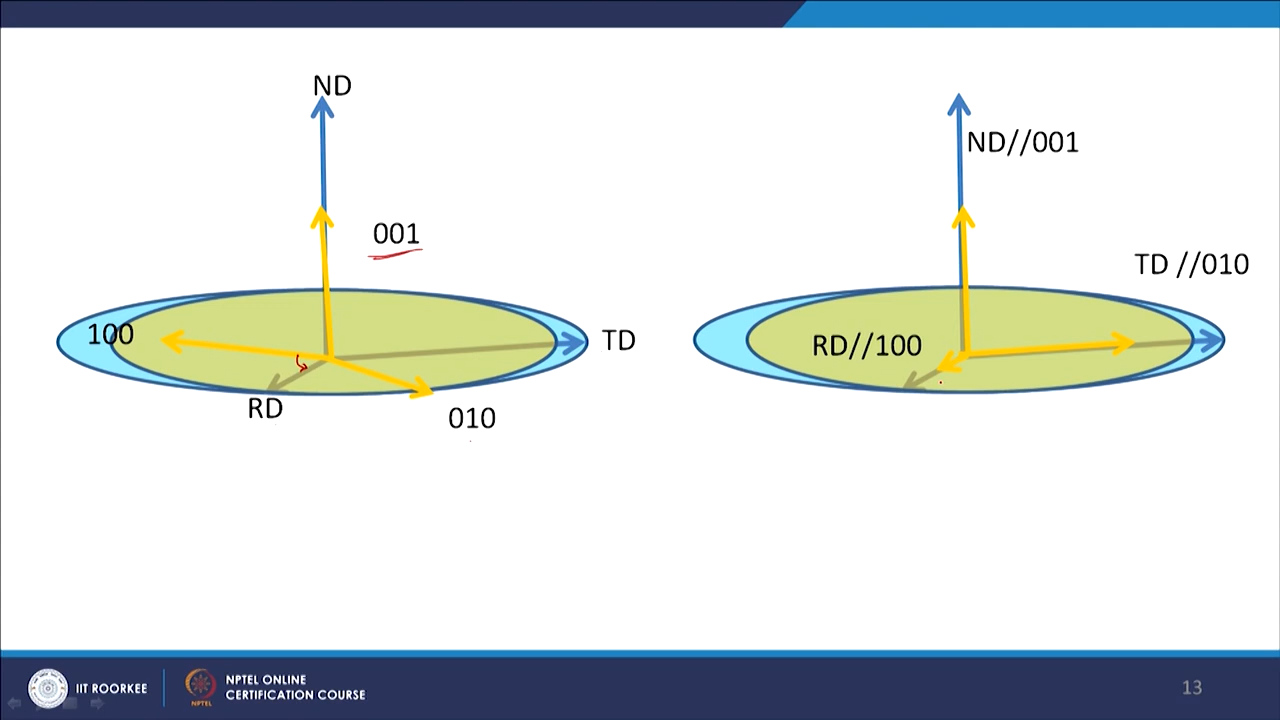 ND
001
100
TD
RD
010
ND//001
TD //010
RD//100
IIT ROORKEE
NPTEL
NPTEL ONLINE
CERTIFICATION COURSE
13